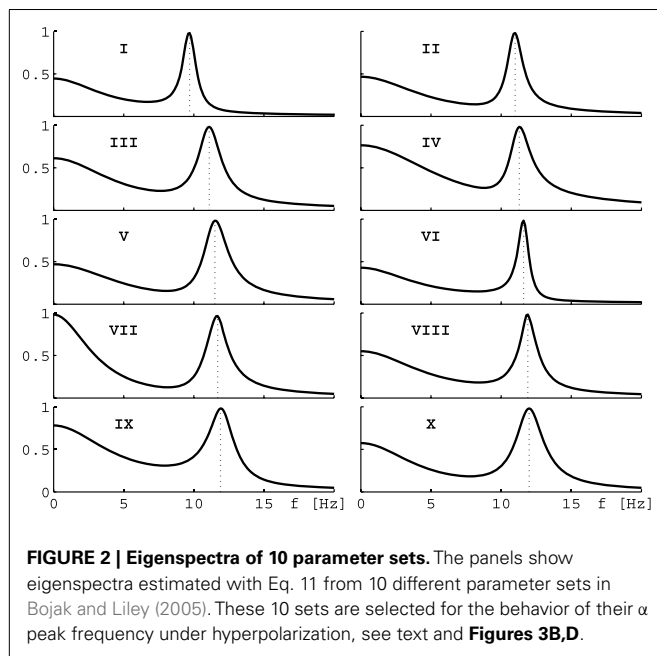 1
0.5
I
II
1
0.5
III
IV
1
0.5
V
VI
1
0.5
VII
VIII
1
0.5
0
IX
X
0 5 10 15 f [Hz]
0 5 10 15 f [Hz]
FIGURE 2 | Eigenspectra of 10 parameter sets. The panels show
eigenspectra estimated with Eq. 11 from 10 different parameter sets in
Bojak and Liley (2005). These 10 sets are selected for the behavior of their α
peak frequency under hyperpolarization, see text and Figures 3B,D.